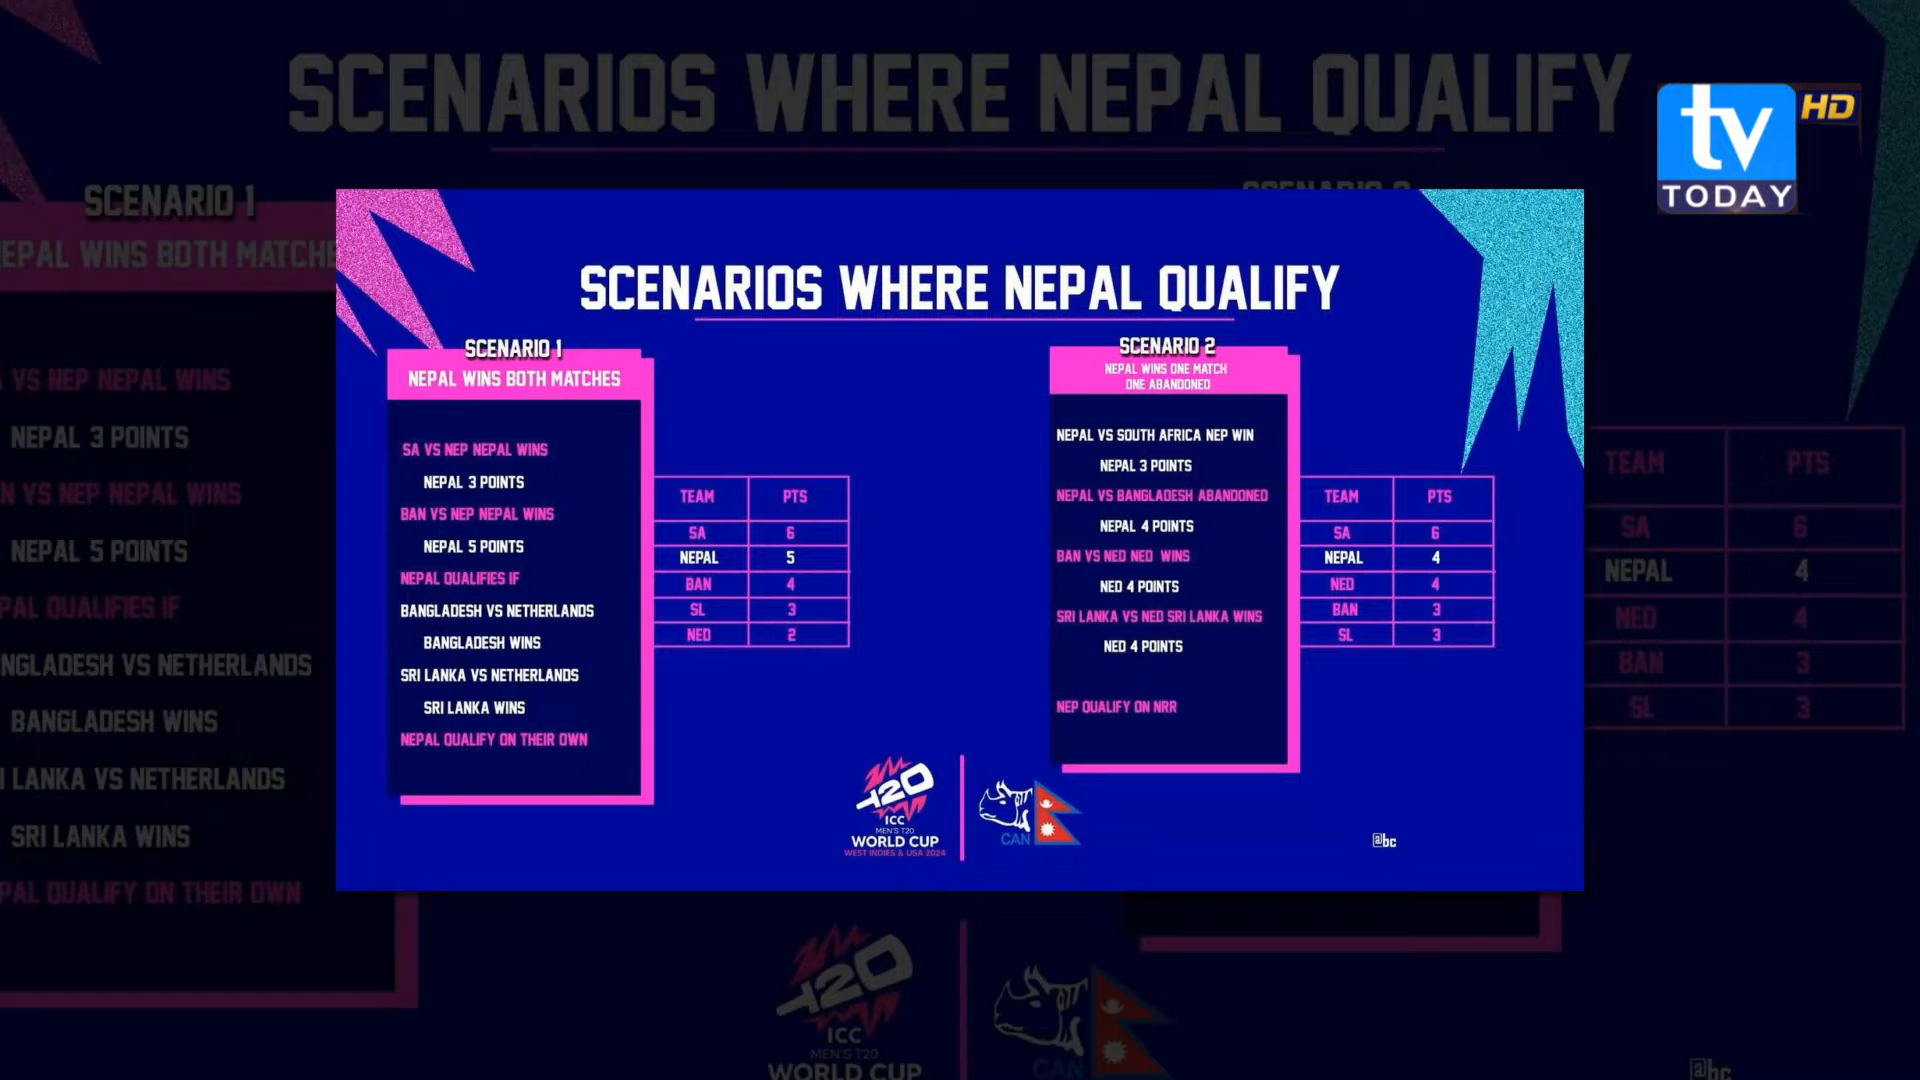 SCENARIOS WHERE NEPAL QUALIFY
tv HD
TODAY
SCENARIO 1
NEPAL WINS BOTH MATCHES
SA VS NEP NEPAL WINS
NEPAL 3 POINTS
BAN VS NEP NEPAL WINS
NEPAL 5 POINTS
NEPAL QUALIFIES IF
BANGLADESH VS NETHERLANDS
BANGLADESH WINS
SRI LANKA VS NETHERLANDS
SRI LANKA WINS
NEPAL QUALIFY ON THEIR OWN
TEAM PTS
SA 6
NEPAL 5
BAN 4
SL 3
NED 2
SCENARIO 2
NEPAL WINS ONE MATCH
ONE ABANDONED
NEPAL VS SOUTH AFRICA NEP WIN
NEPAL 3 POINTS
NEPAL VS BANGLADESH ABANDONED
NEPAL 4 POINTS
BAN VS NED NED WINS
NED 4 POINTS
SRI LANKA VS NED SRI LANKA WINS
NED 4 POINTS
NEP QUALIFY ON NRR
TEAM PTS
SA 6
NEPAL 4
NED 4
BAN 3
SL 3
T20
ICC
MEN'S T20
WORLD CUP
WEST INDIES & USA 2024
CAN
@bc